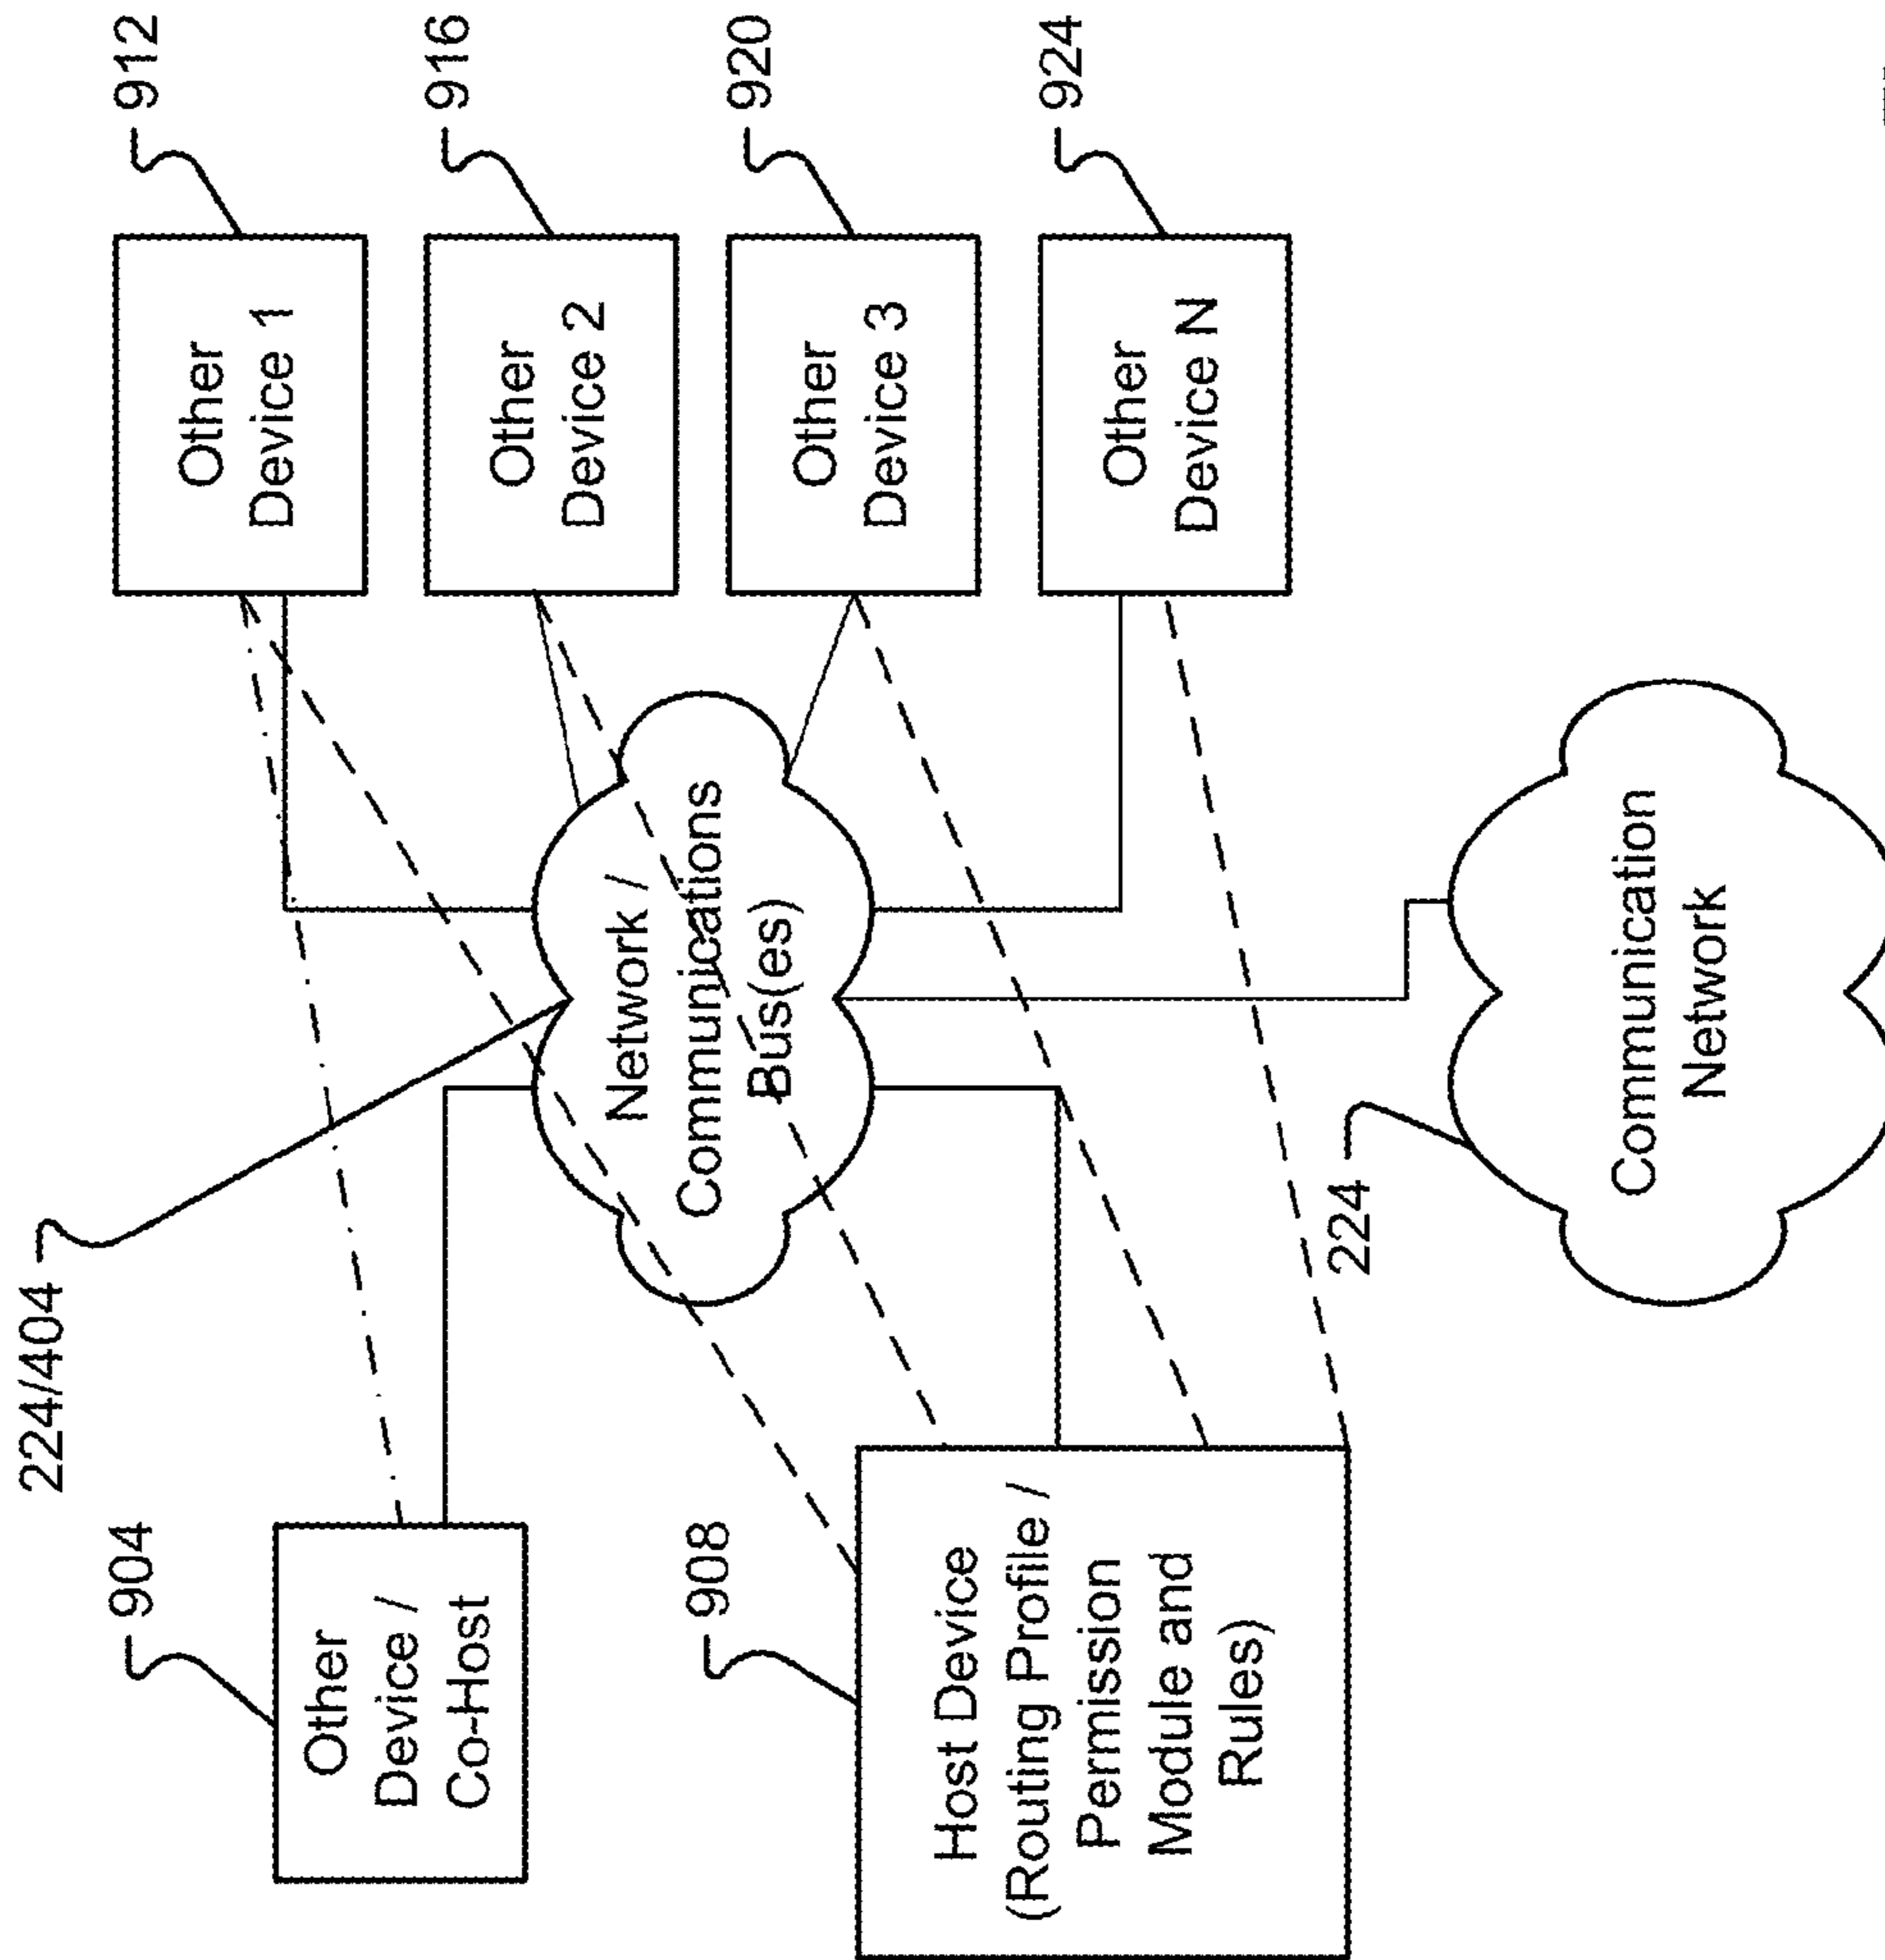 224/404
904
912
Other
Device /
Co-Host
Other
Device 1
916
Other
Device 2
Network /
Communications
Bus(es)
908
920
Host Device
(Routing Profile /
Permission
Module and
Rules)
Other
Device 3
924
Other
Device N
224
Communication
Network